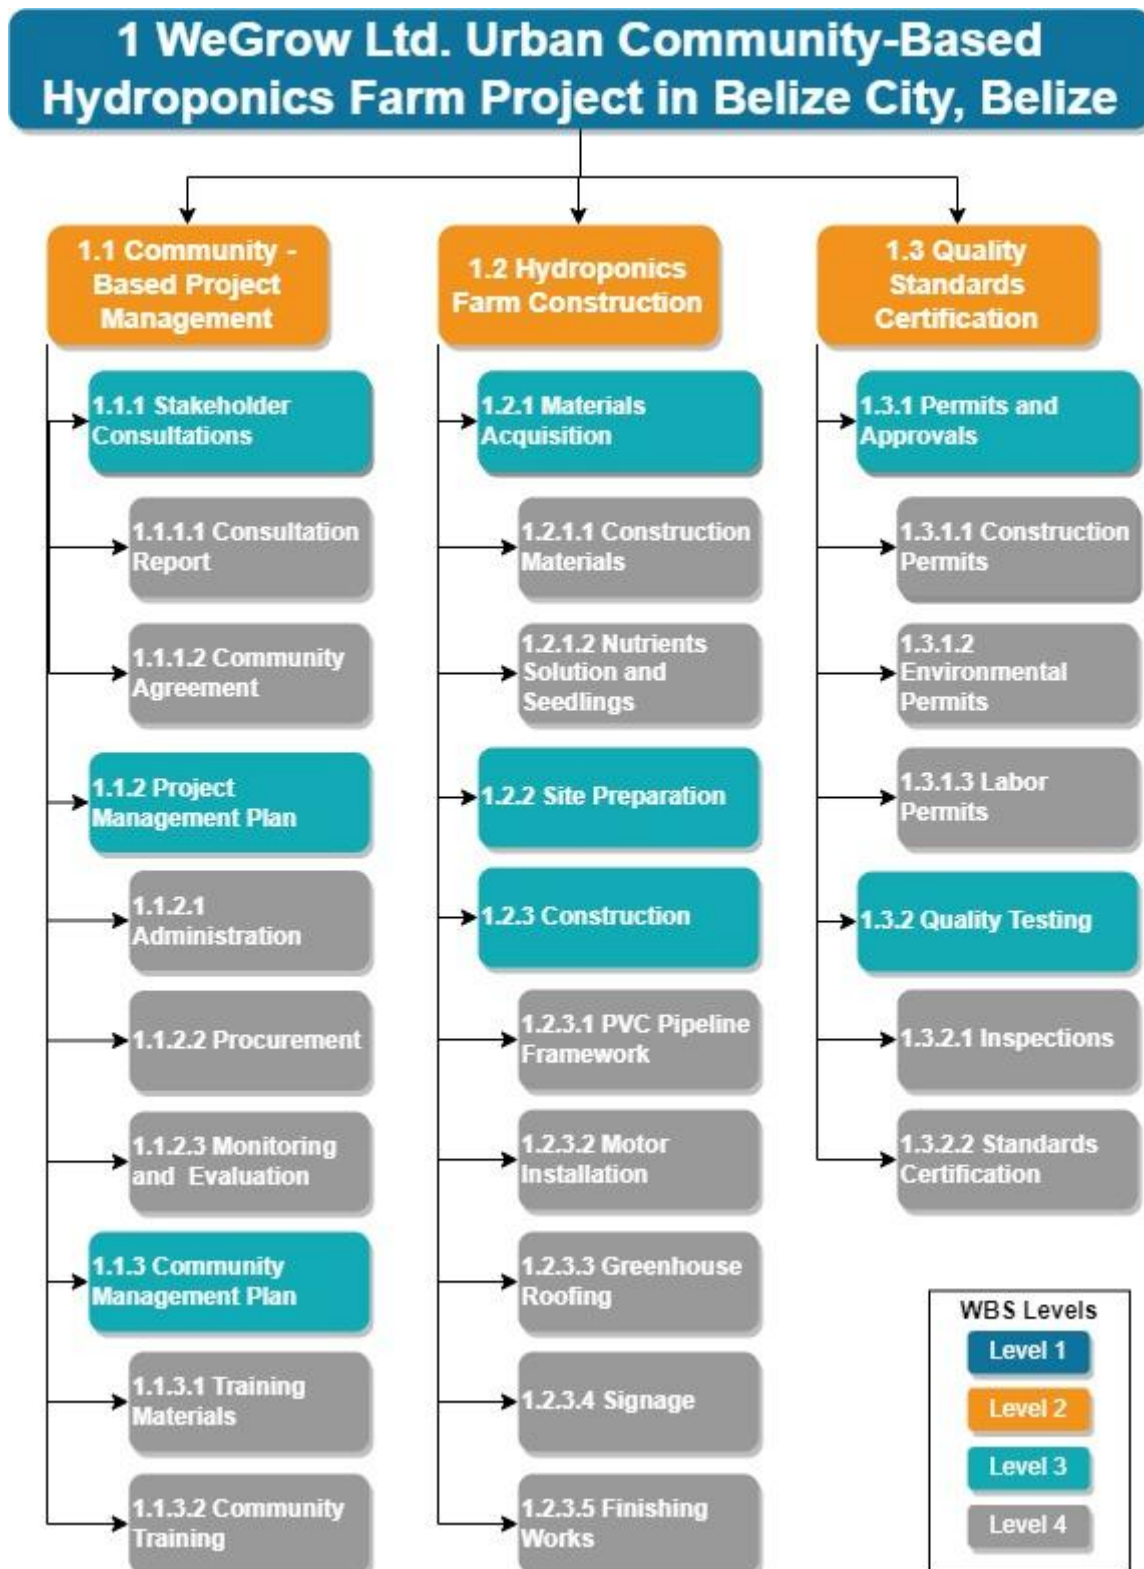 1 WeGrow Ltd. Urban Community-Based
Hydroponics Farm Project in Belize City, Belize
1.1 Community -
Based Project
Management
1.1.1 Stakeholder
Consultations
1.1.1.1 Consultation
Report
1.1.1.2 Community
Agreement
1.1.2 Project
Management Plan
1.1.2.1
Administration
1.1.2.2 Procurement
1.1.2.3 Monitoring
and Evaluation
1.1.3 Community
Management Plan
1.1.3.1 Training
Materials
1.1.3.2 Community
Training
1.2 Hydroponics
Farm Construction
1.2.1 Materials
Acquisition
1.2.1.1 Construction
Materials
1.2.1.2 Nutrients
Solution and
Seedlings
1.2.2 Site Preparation
1.2.3 Construction
1.2.3.1 PVC Pipeline
Framework
1.2.3.2 Motor
Installation
1.2.3.3 Greenhouse
Roofing
1.2.3.4 Signage
1.2.3.5 Finishing
Works
1.3 Quality
Standards
Certification
1.3.1 Permits and
Approvals
1.3.1.1 Construction
Permits
1.3.1.2
Environmental
Permits
1.3.1.3 Labor
Permits
1.3.2 Quality Testing
1.3.2.1 Inspections
1.3.2.2 Standards
Certification
WBS Levels
Level 1
Level 2
Level 3
Level 4